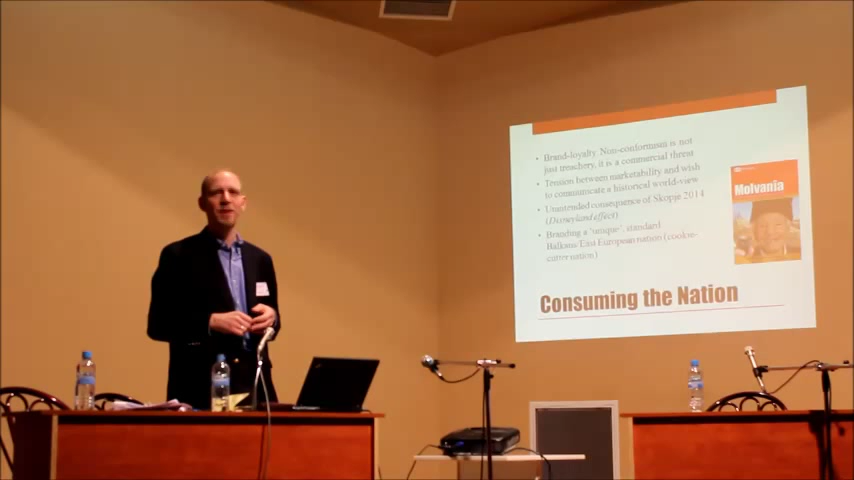 • Brand-loyalty. Non-conformism is not
just treachery, it is a commercial threat
• Tension between marketability and wish
to communicate a historical world-view
• Unintended consequence of Skopje 2014
(Disneyland effect)
• Branding a 'unique', standard
Balkans/East European nation (cookie-
cutter nation)
Molvanîa
Consuming the Nation